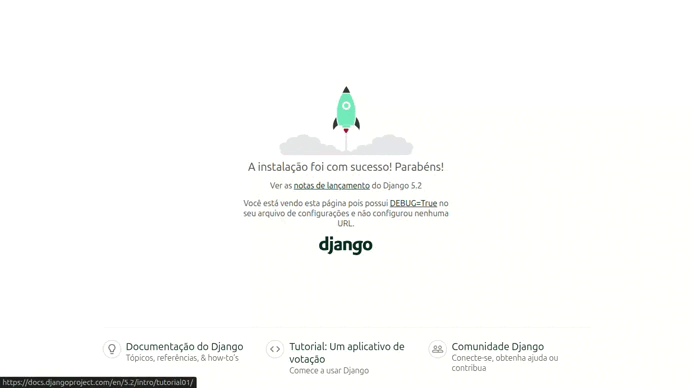 A instalação foi com sucesso! Parabéns!
Ver as notas de lançamento do Django 5.2
Você está vendo esta página pois possui DEBUG=True no
seu arquivo de configurações e não configurou nenhuma
URL.
django
Documentação do Django
Tópicos, referências, & how-to's
Tutorial: Um aplicativo de
votação
Comece a usar Django
Comunidade Django
Conecte-se, obtenha ajuda ou
contribua
https://docs.djangoproject.com/en/5.2/intro/tutorial01/